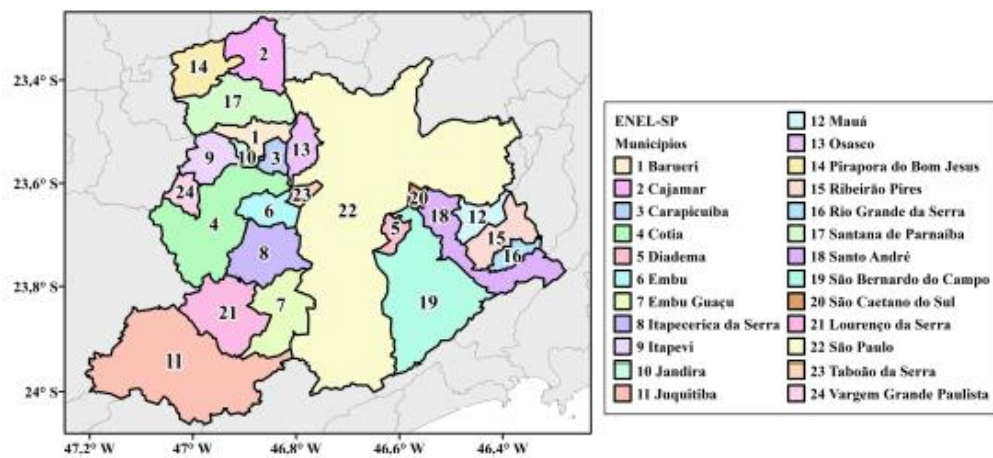 23,4° S
23,6° S
23,8° S
24° S
47,2° W
47° W
46,8° W
46,6° W
46,4° W
14
2
17
1
13
9
10
3
24
23
20
6
22
18
12
4
5
15
8
16
19
7
21
11
ENEL-SP
Municípios
1 Barueri
2 Cajamar
3 Carapicuíba
4 Cotia
5 Diadema
6 Embu
7 Embu Guaçu
8 Itapecerica da Serra
9 Itapevi
10 Jandira
11 Juquitiba
12 Mauá
13 Osasco
14 Pirapora do Bom Jesus
15 Ribeirão Pires
16 Rio Grande da Serra
17 Santana de Parnaíba
18 Santo André
19 São Bernardo do Campo
20 São Caetano do Sul
21 Lourenço da Serra
22 São Paulo
23 Taboão da Serra
24 Vargem Grande Paulista